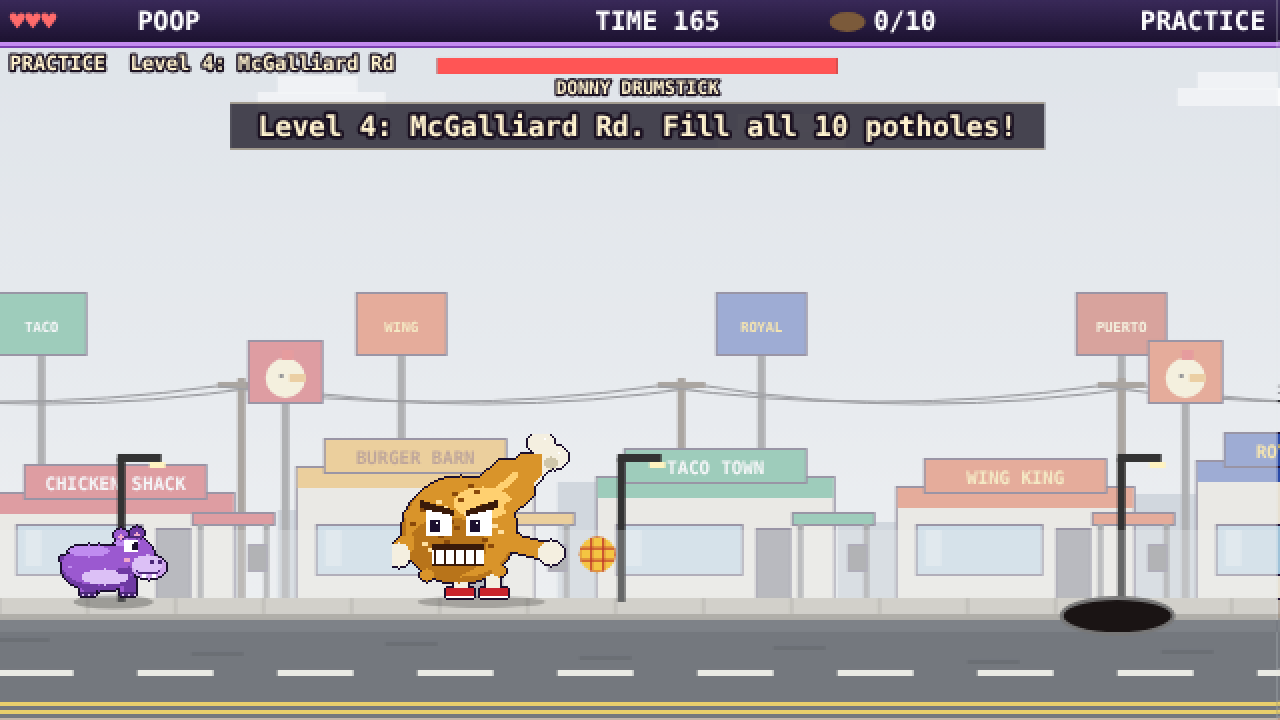 ♥♥♥ POOP TIME 165 0/10 PRACTICE
PRACTICE Level 4: McGalliard Rd
DONNY DRUMSTICK
Level 4: McGalliard Rd. Fill all 10 potholes!
TACO WING ROYAL PUERTO
BURGER BARN
RO
CHICKEN SHACK TACO TOWN WING KING